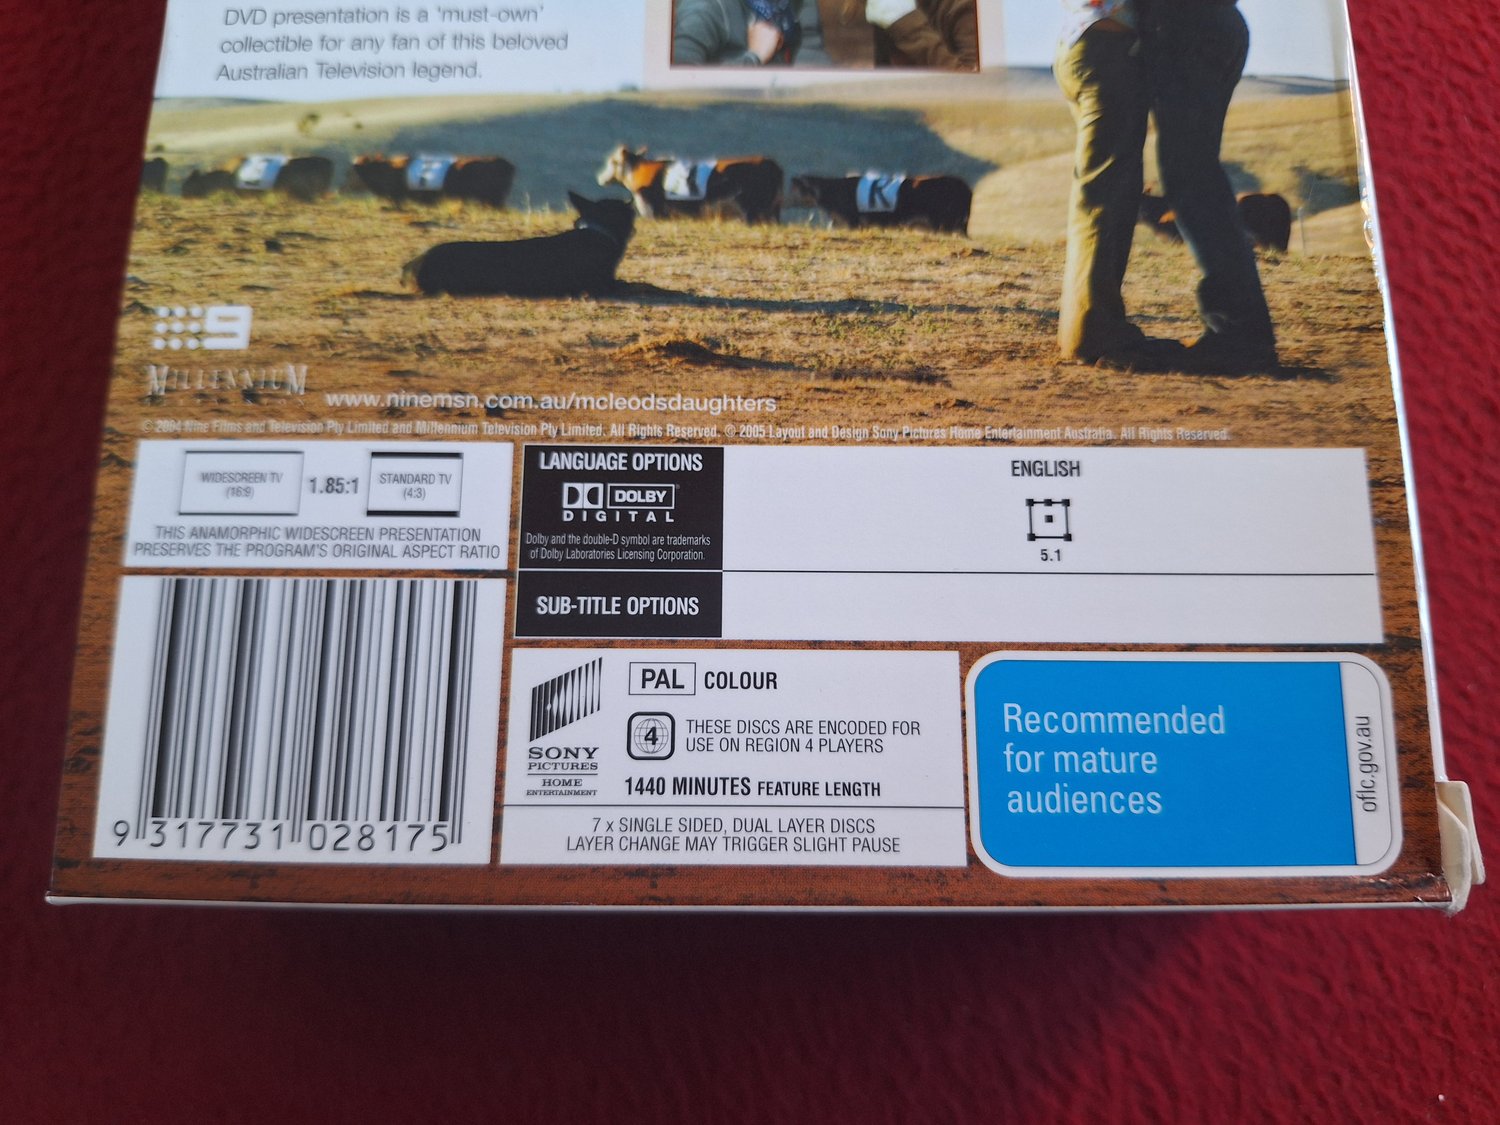 DVD presentation is a 'must-own'
collectible for any fan of this beloved
Australian Television legend.
R
9
MILLENNIUM
www.ninemsn.com.au/mcleodsdaughters
© 2004 Nine Films and Television Pty Limited and Millennium Television Pty Limited. All Rights Reserved. © 2005 Layout and Design Sony Pictures Home Entertainment Australia. All Rights Reserved.
WIDESCREEN TV
(16:9)
1.85:1
STANDARD TV
(4:3)
THIS ANAMORPHIC WIDESCREEN PRESENTATION
PRESERVES THE PROGRAM'S ORIGINAL ASPECT RATIO
LANGUAGE OPTIONS
DOLBY
DIGITAL
Dolby and the double-D symbol are trademarks
of Dolby Laboratories Licensing Corporation.
ENGLISH
5.1
SUB-TITLE OPTIONS
9 317731 028175
SONY
PICTURES
HOME
ENTERTAINMENT
PAL COLOUR
4
THESE DISCS ARE ENCODED FOR
USE ON REGION 4 PLAYERS
1440 MINUTES FEATURE LENGTH
7 x SINGLE SIDED, DUAL LAYER DISCS
LAYER CHANGE MAY TRIGGER SLIGHT PAUSE
Recommended
for mature
audiences
oflc.gov.au